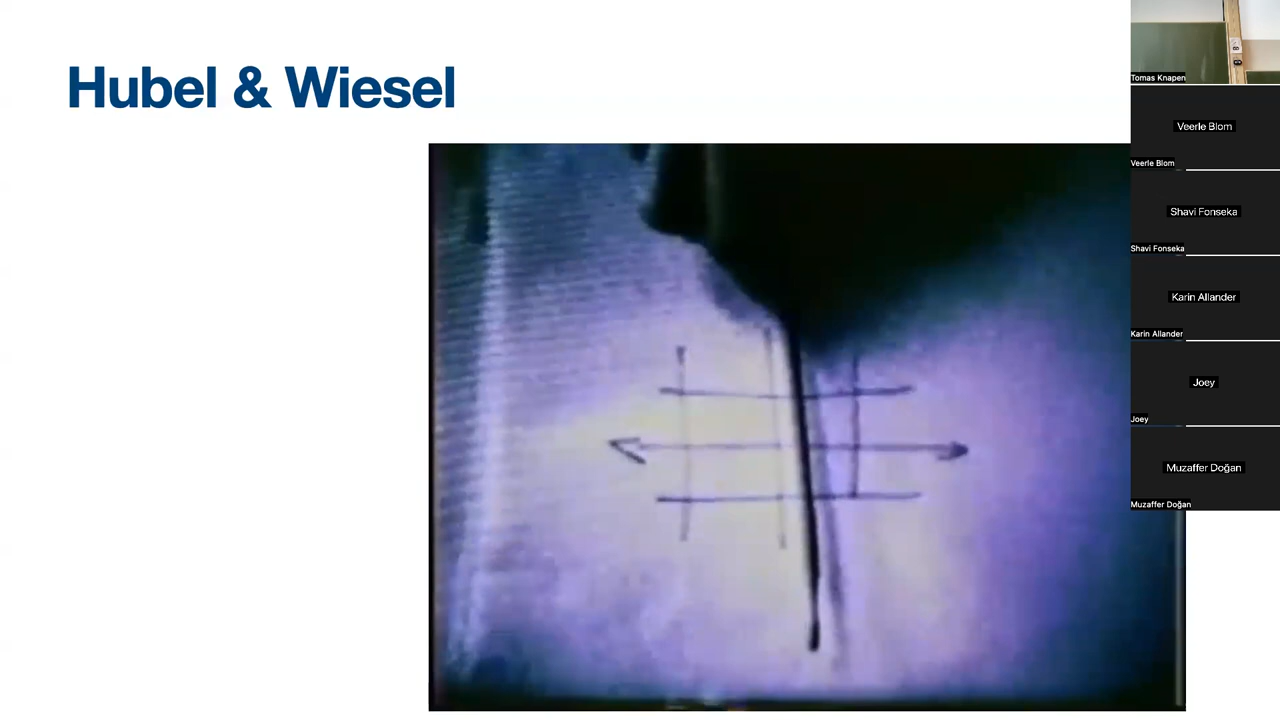 Hubel & Wiesel
Tomas Knapen
Veerle Blom
Veerle Blom
Shavi Fonseka
Shavi Fonseka
Karin Allander
Karin Allander
Joey
Joey
Muzaffer Doğan
Muzaffer Doğan